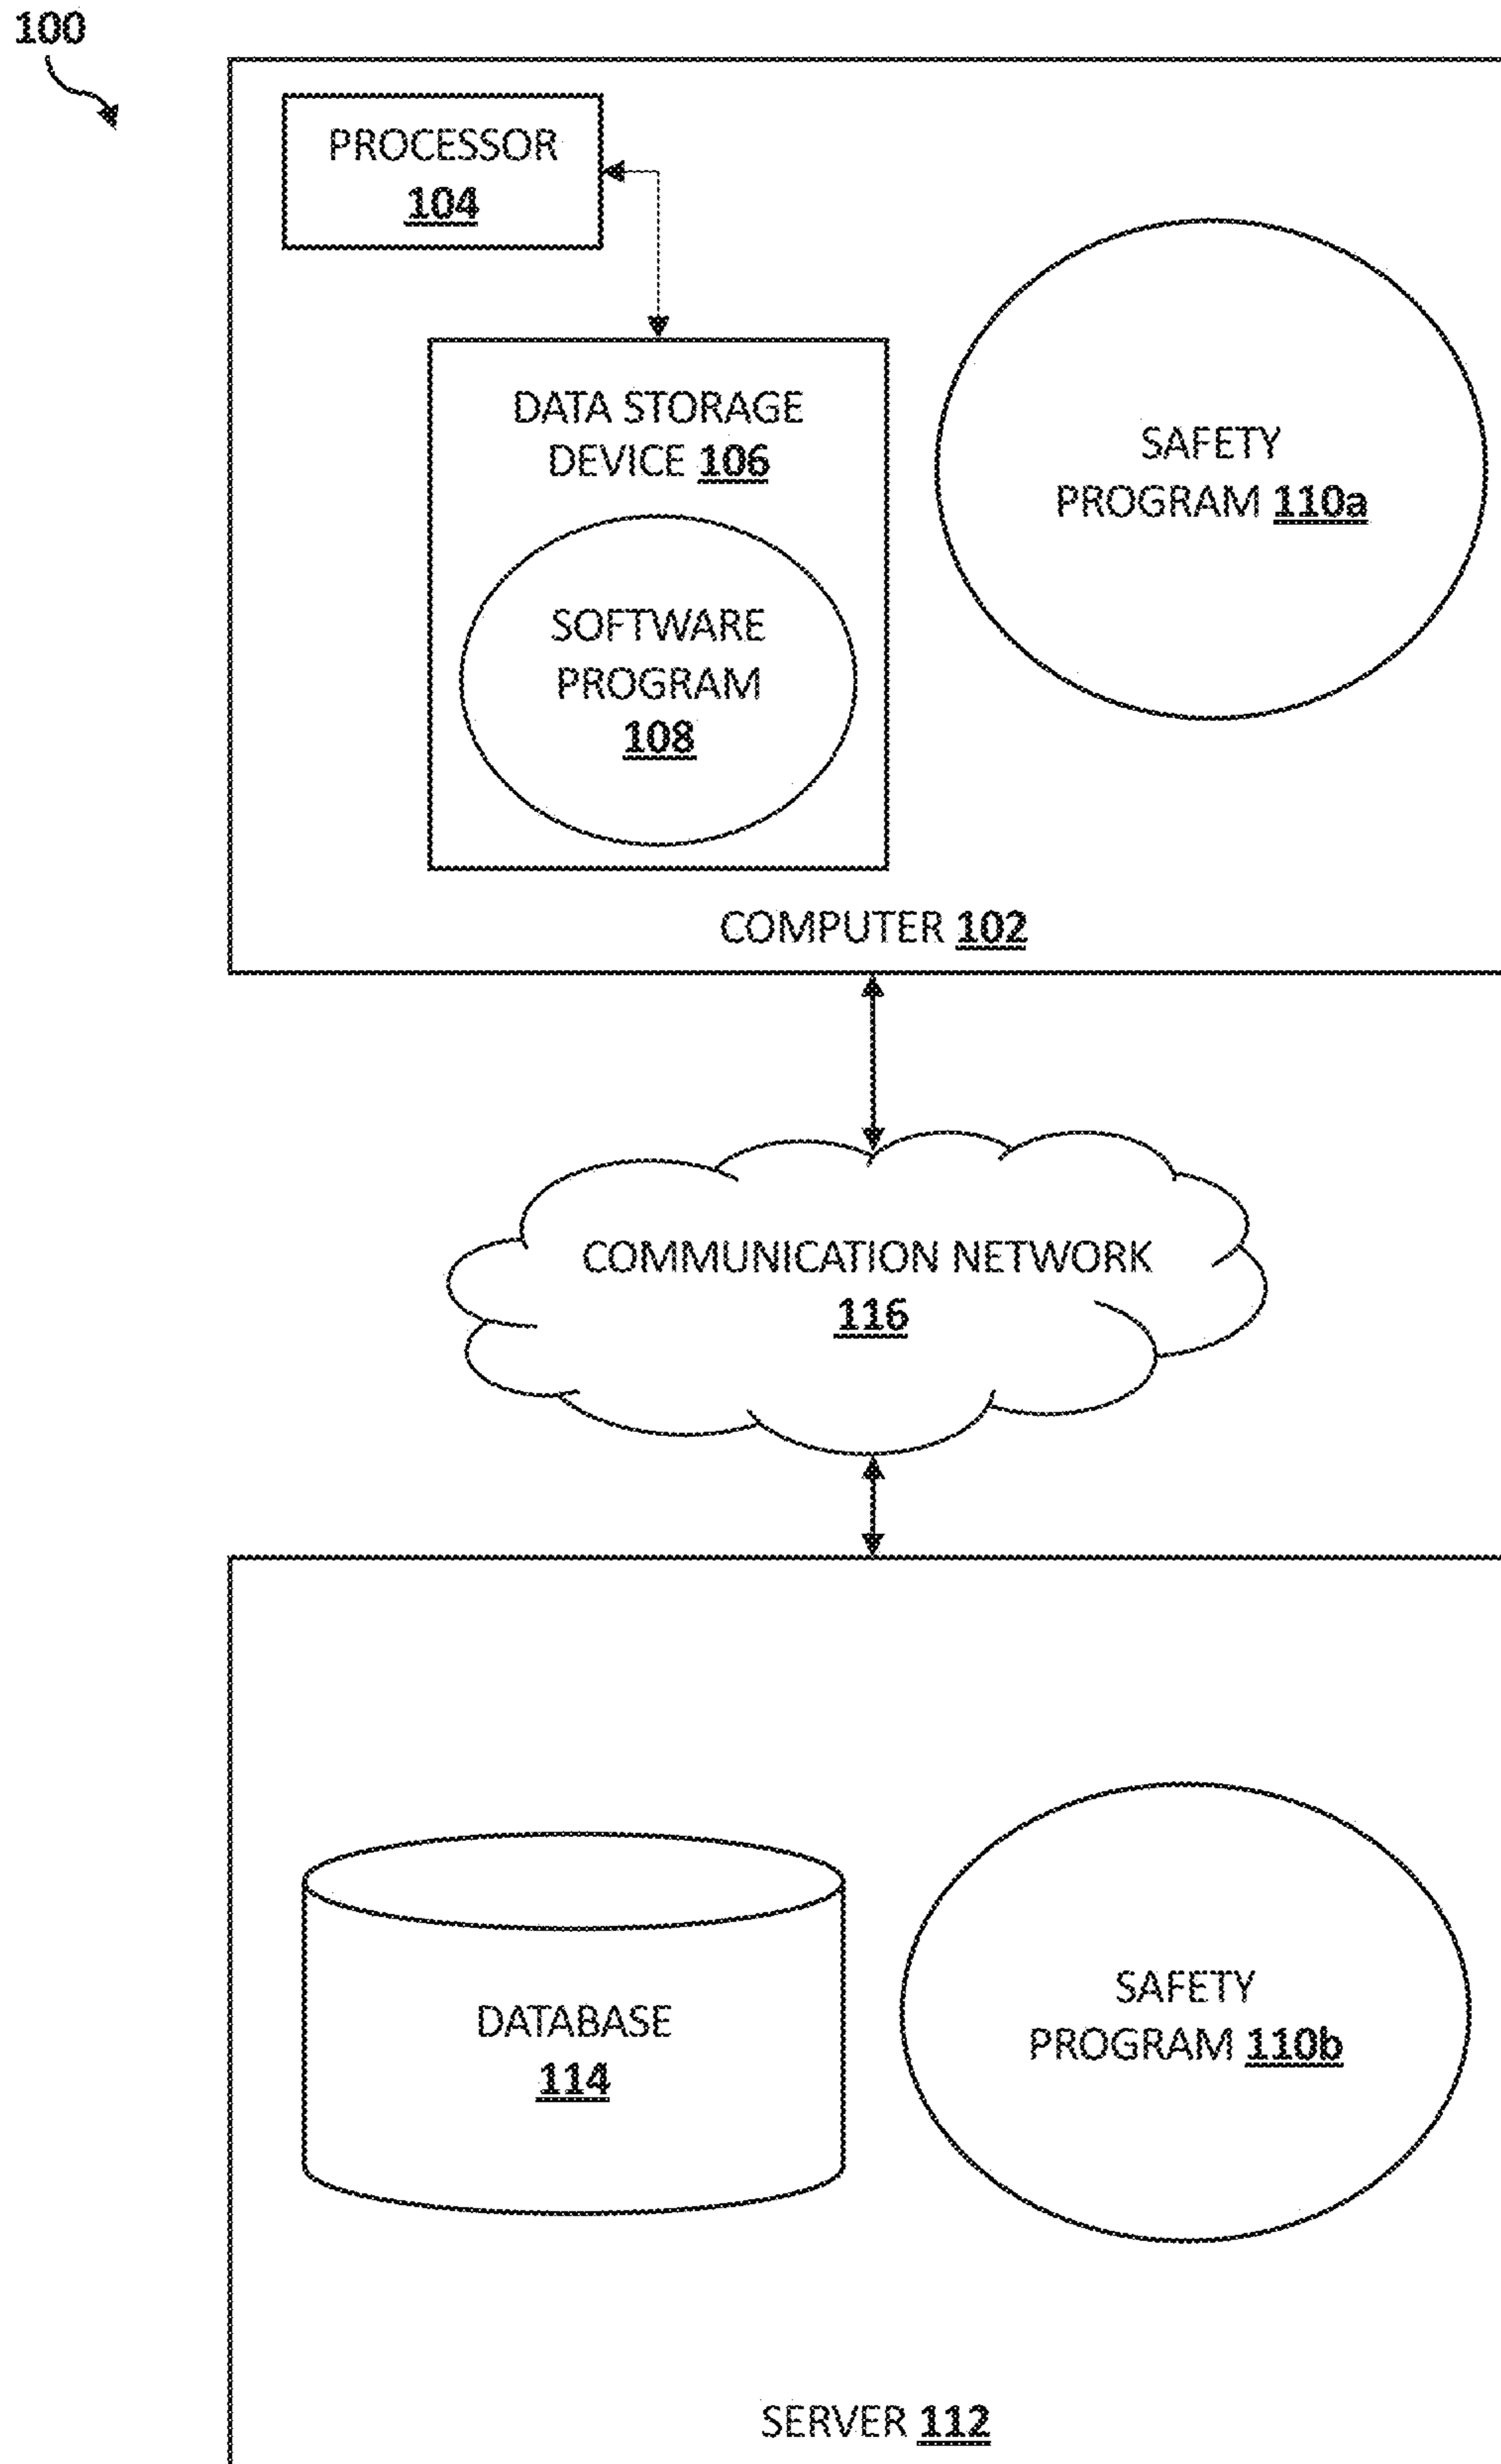 100
PROCESSOR
104
DATA STORAGE
DEVICE 106
SOFTWARE
PROGRAM
108
SAFETY
PROGRAM 110a
COMPUTER 102
COMMUNICATION NETWORK
116
DATABASE
114
SAFETY
PROGRAM 110b
SERVER 112